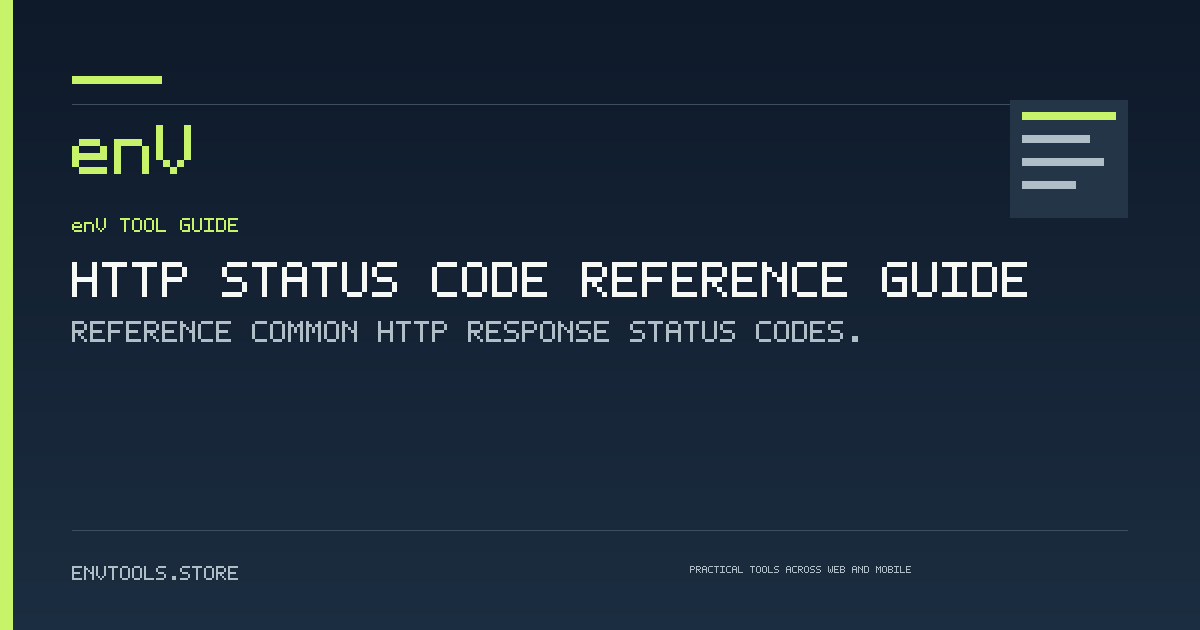 enV
enV TOOL GUIDE
HTTP STATUS CODE REFERENCE GUIDE
REFERENCE COMMON HTTP RESPONSE STATUS CODES.
ENVTOOLS.STORE
PRACTICAL TOOLS ACROSS WEB AND MOBILE